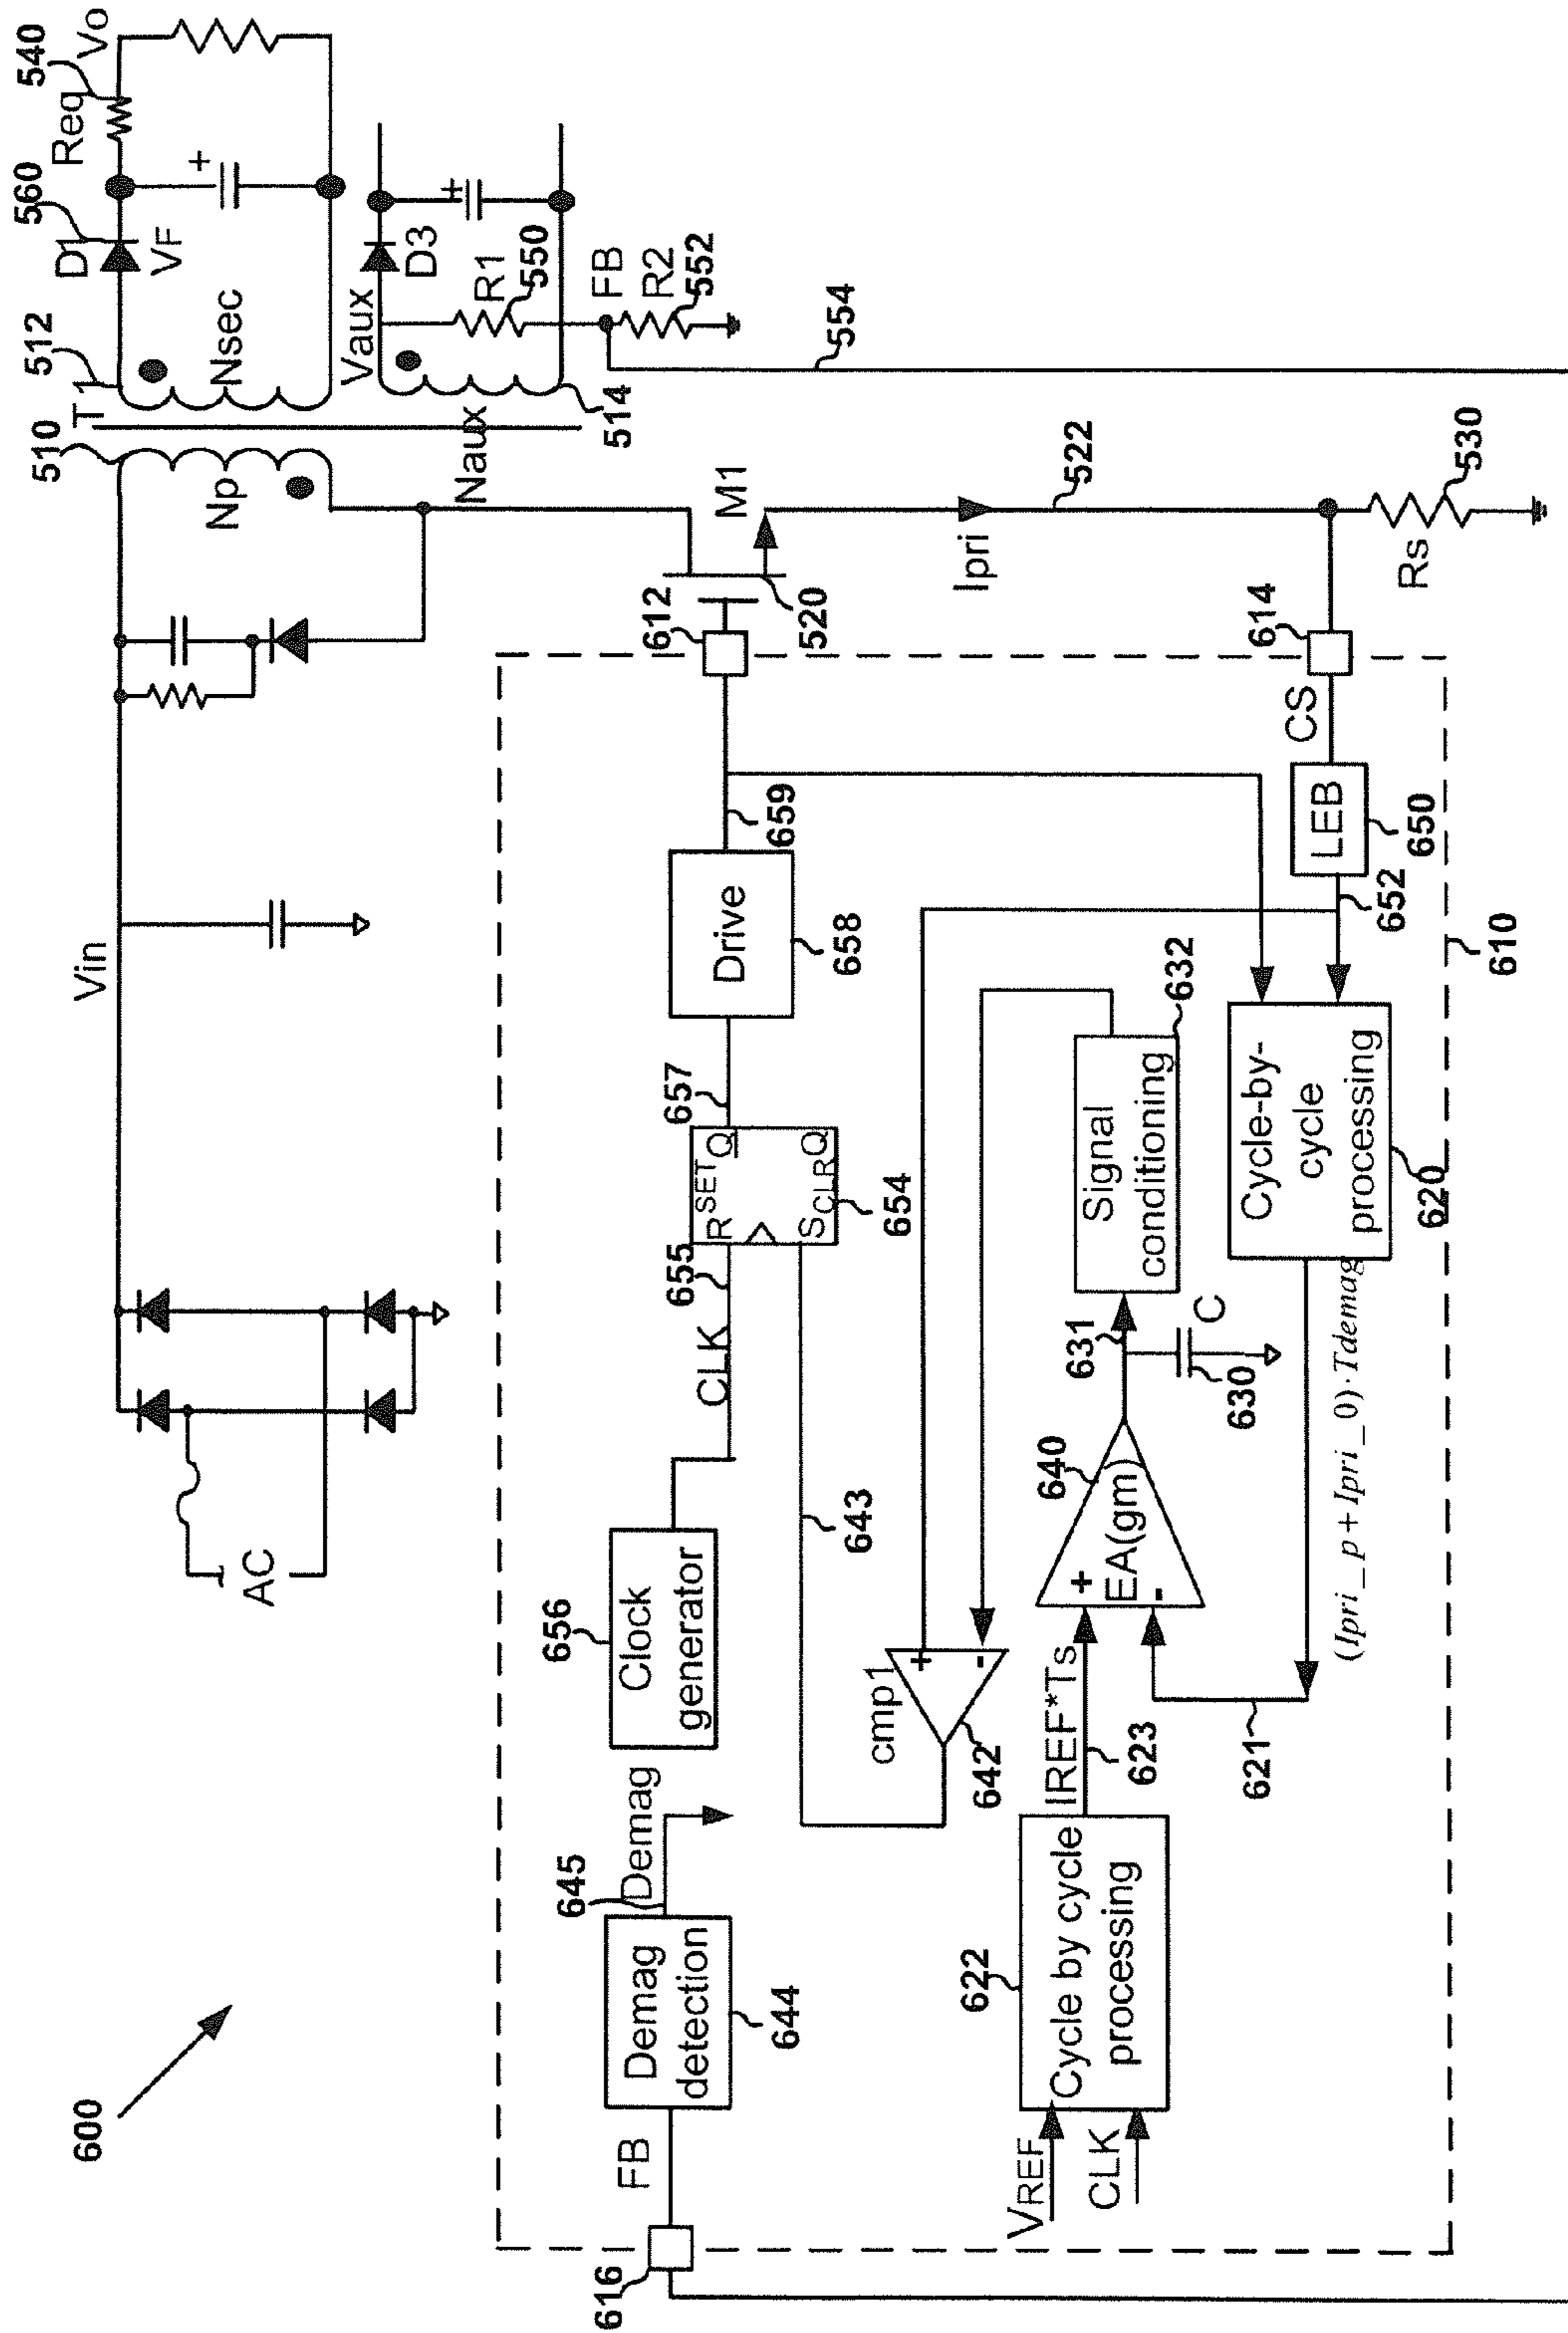 600
AC
Vin
510
T1
512
Np
Nsec
D1
560
VF
Req
540
Vo
Naux
Vaux
514
D3
R1
550
FB
R2
552
554
M1
520
Ipri
522
Rs
530
616
FB
Demag
detection
644
645
Demag
656
Clock
generator
CLK
655
R SET Q
S CLR Q
654
657
Drive
658
659
612
614
CS
LEB
650
652
610
cmp1
+
-
642
643
VREF
CLK
622
Cycle by cycle
processing
IREF*Ts
623
621
640
+
EA(gm)
-
631
630
C
Signal
conditioning
632
Cycle-by-
cycle
processing
620
(Ipri_p + Ipri_0)·Tdemag